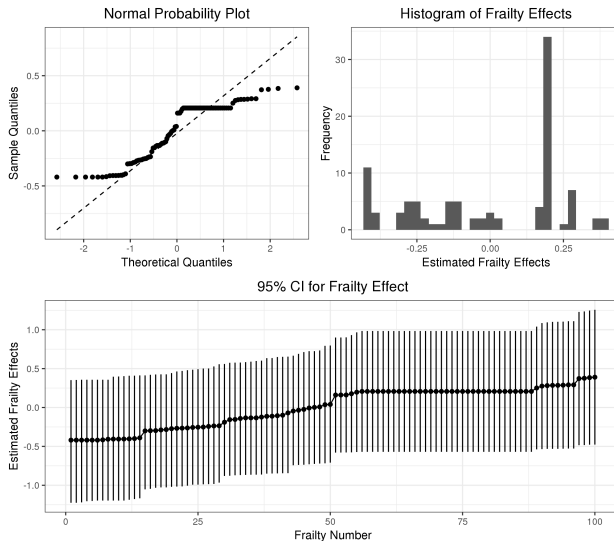 Normal Probability Plot
Sample Quantiles
0.5
0.0
-0.5
-2
-1
0
1
2
Theoretical Quantiles
Histogram of Frailty Effects
Frequency
30
20
10
0
-0.25
0.00
0.25
Estimated Frailty Effects
95% CI for Frailty Effect
Estimated Frailty Effects
1.0
0.5
0.0
-0.5
-1.0
0
25
50
75
100
Frailty Number